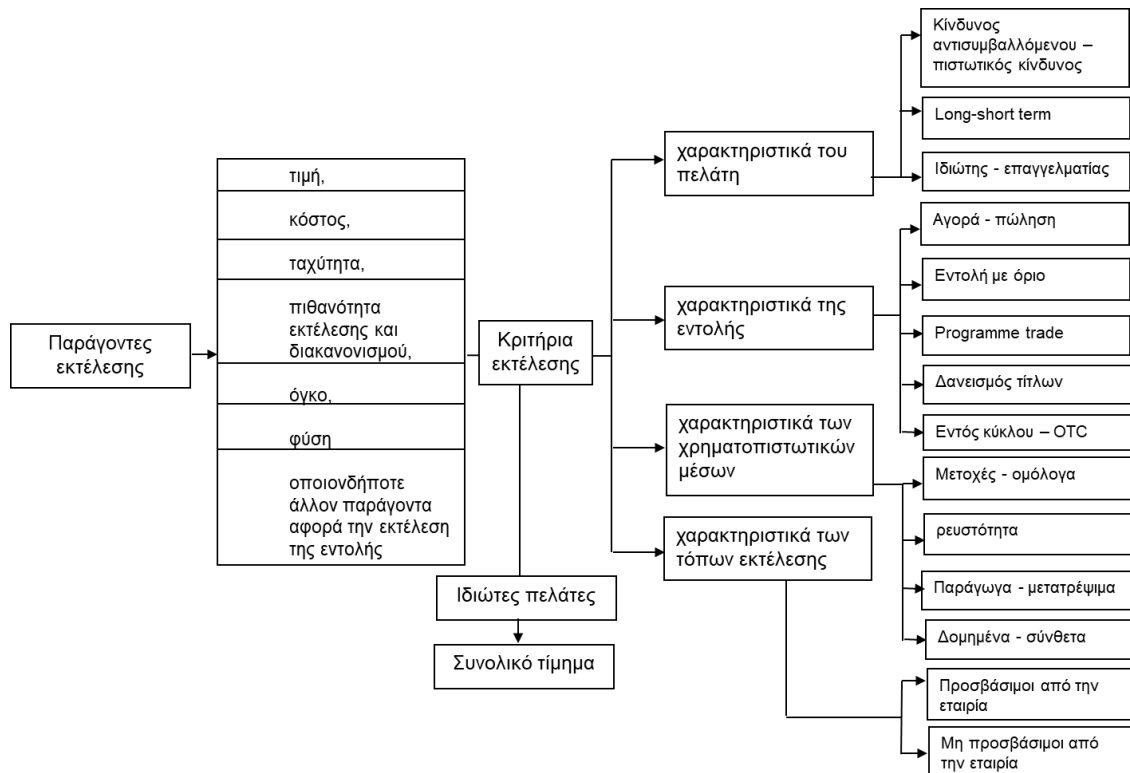 Παράγοντες
εκτέλεσης
τιμή,
κόστος,
ταχύτητα,
πιθανότητα
εκτέλεσης και
διακανονισμού,
όγκο,
φύση
οποιονδήποτε
άλλον παράγοντα
αφορά την εκτέλεση
της εντολής
Κριτήρια
εκτέλεσης
Ιδιώτες πελάτες
Συνολικό τίμημα
χαρακτηριστικά του
πελάτη
Κίνδυνος
αντισυμβαλλόμενου –
πιστωτικός κίνδυνος
Long-short term
Ιδιώτης - επαγγελματίας
χαρακτηριστικά της
εντολής
Αγορά - πώληση
Εντολή με όριο
Programme trade
Δανεισμός τίτλων
Εντός κύκλου – OTC
χαρακτηριστικά των
χρηματοπιστωτικών
μέσων
Μετοχές - ομόλογα
ρευστότητα
Παράγωγα - μετατρέψιμα
Δομημένα - σύνθετα
χαρακτηριστικά των
τόπων εκτέλεσης
Προσβάσιμοι από την
εταιρία
Μη προσβάσιμοι από
την εταιρία